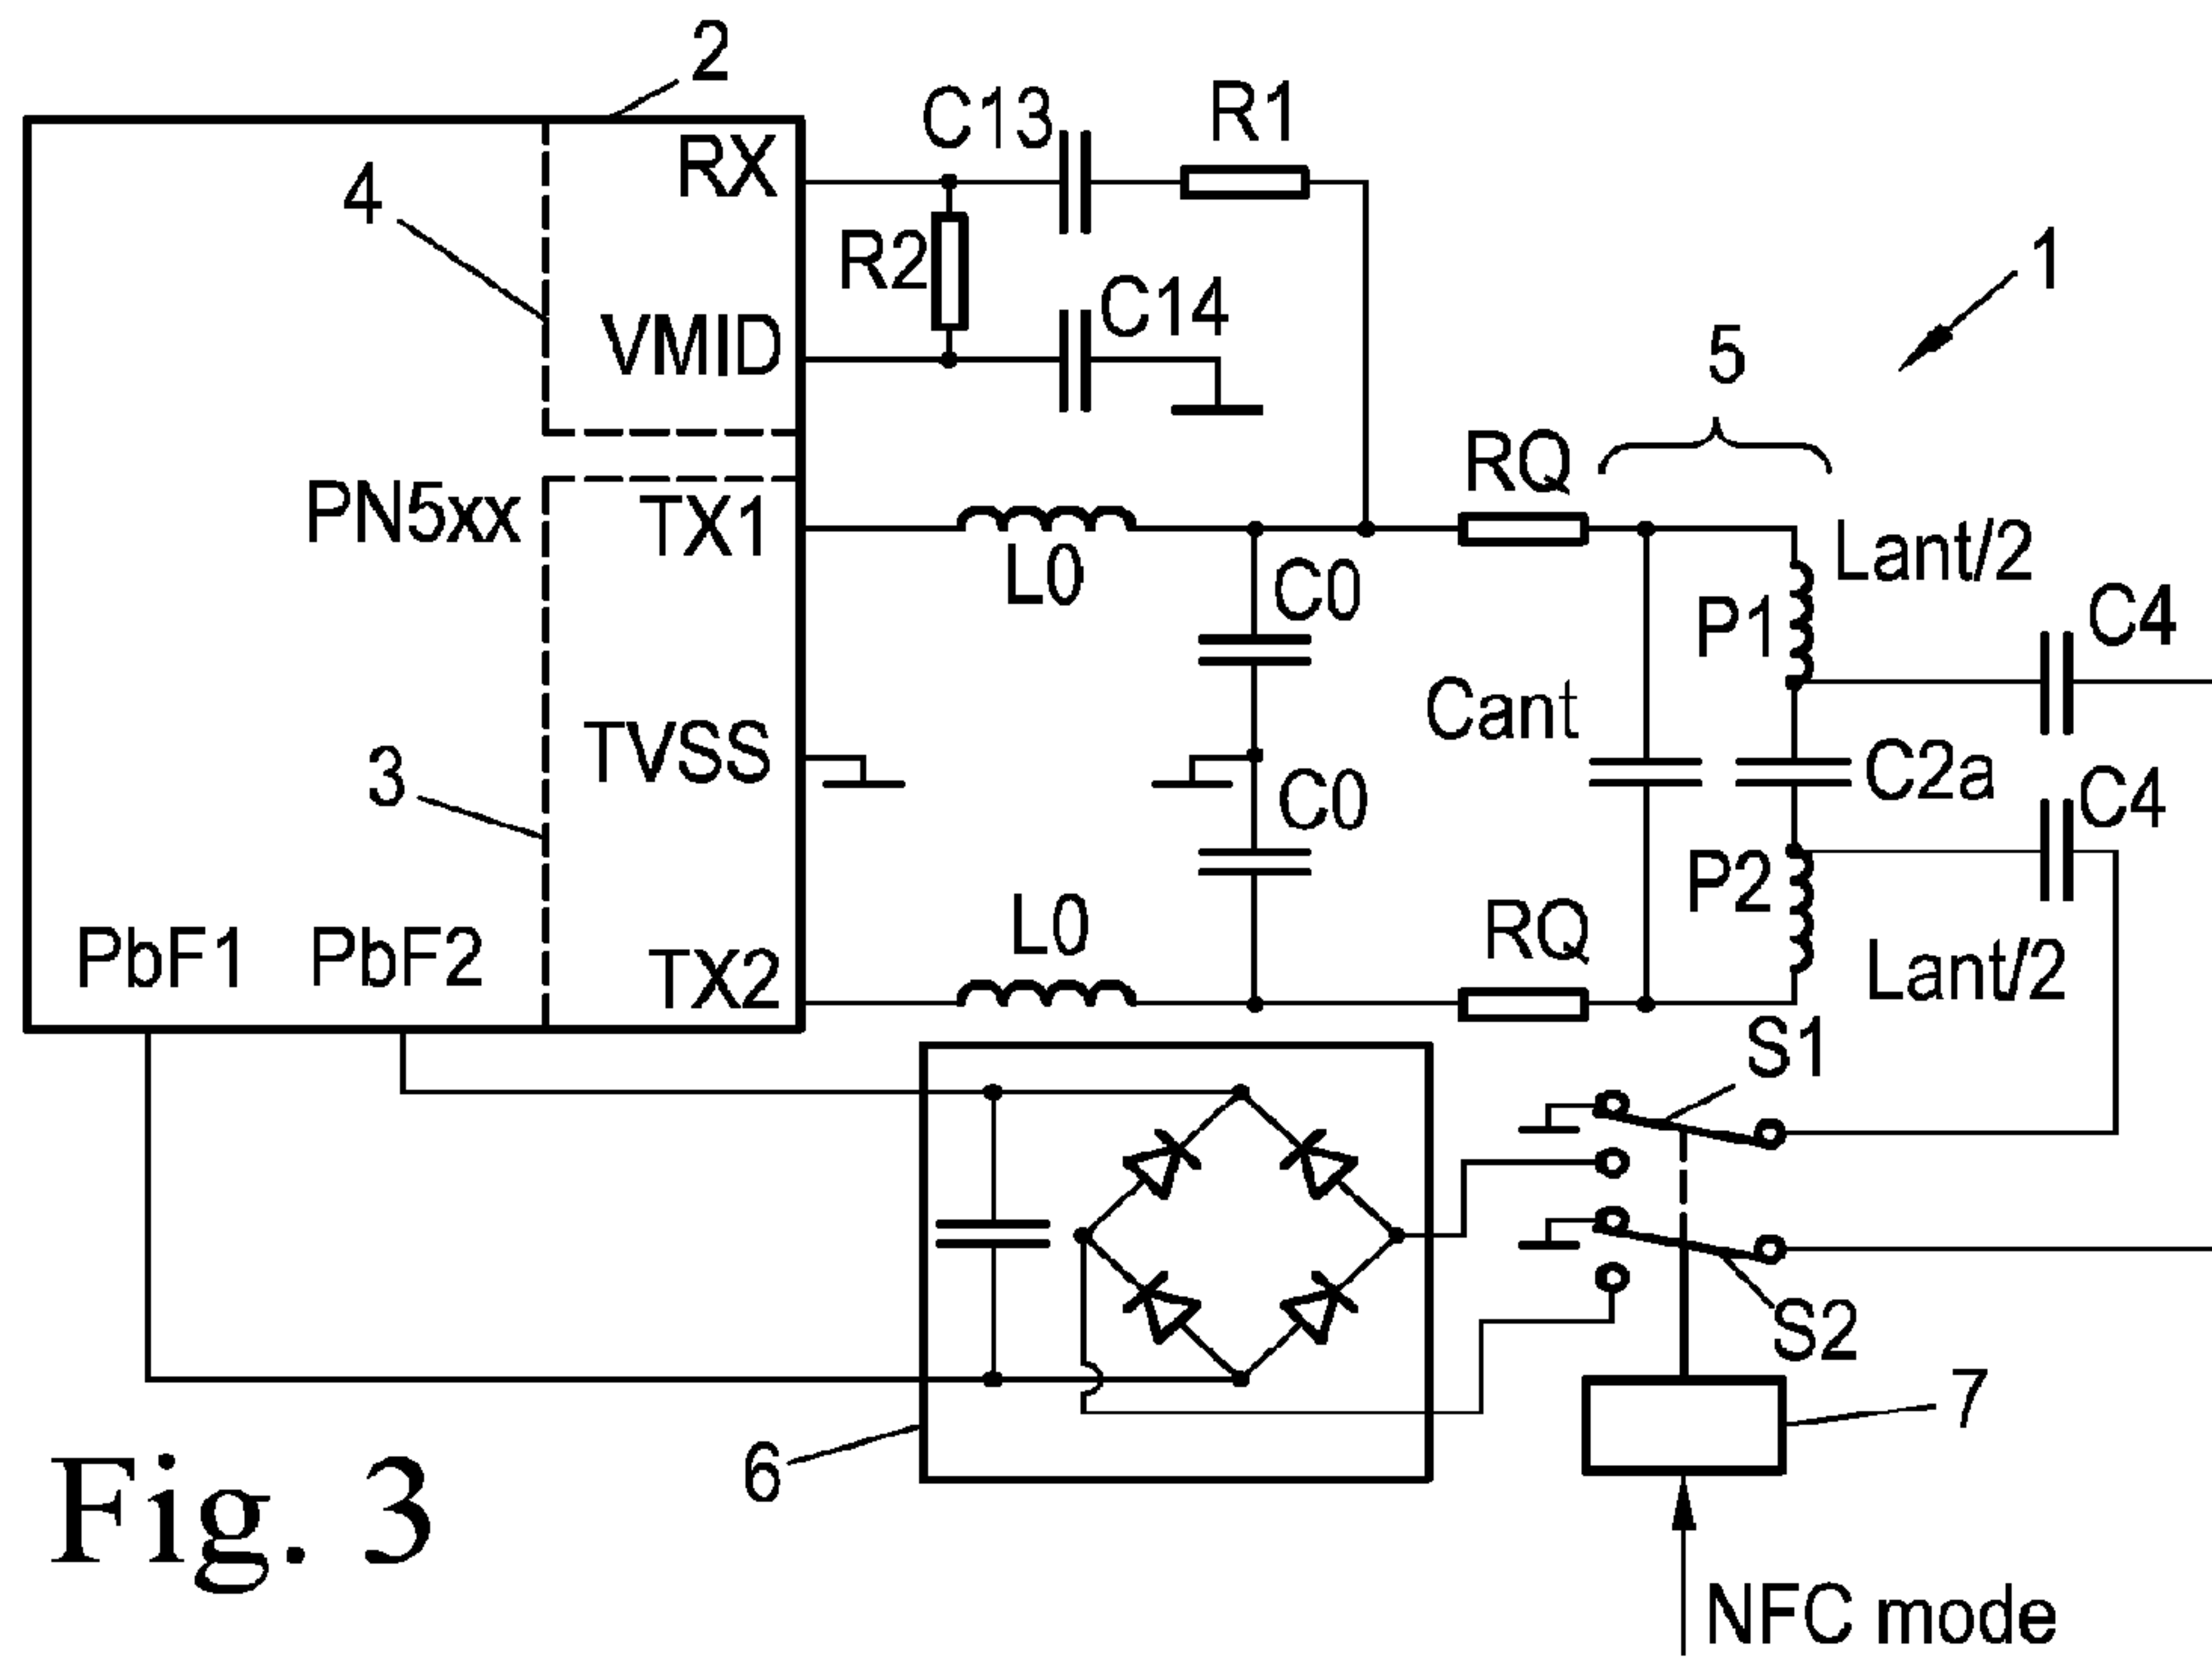 2
C13
R1
RX
4
R2
C14
1
VMID
5
RQ
PN5xx
TX1
L0
C0
Lant/2
P1
C4
Cant
TVSS
3
C0
C2a
C4
P2
L0
RQ
PbF1
PbF2
TX2
Lant/2
S1
S2
7
6
Fig. 3
NFC mode